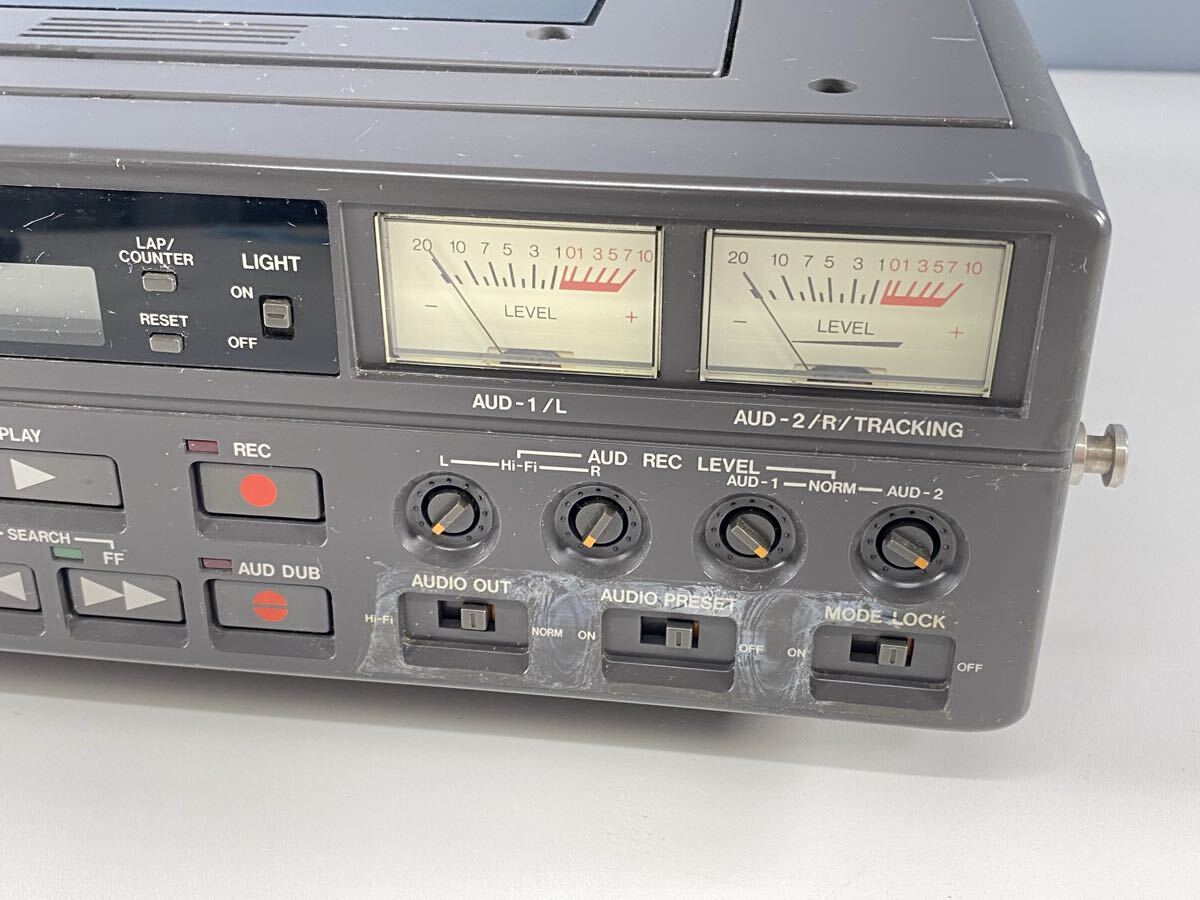 LAP/
COUNTER
RESET
LIGHT
ON
OFF
20 10 7 5 3 1 0 1 3 5 7 10
LEVEL
− +
AUD-1/L
20 10 7 5 3 1 0 1 3 5 7 10
LEVEL
− +
AUD-2/R/TRACKING
PLAY
REC
SEARCH
FF
AUD DUB
AUD REC LEVEL
L Hi-Fi R
AUD-1 NORM AUD-2
AUDIO OUT
Hi-Fi NORM
AUDIO PRESET
ON OFF
MODE LOCK
ON OFF